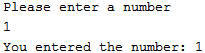 Please enter a number
1
You entered the number: 1